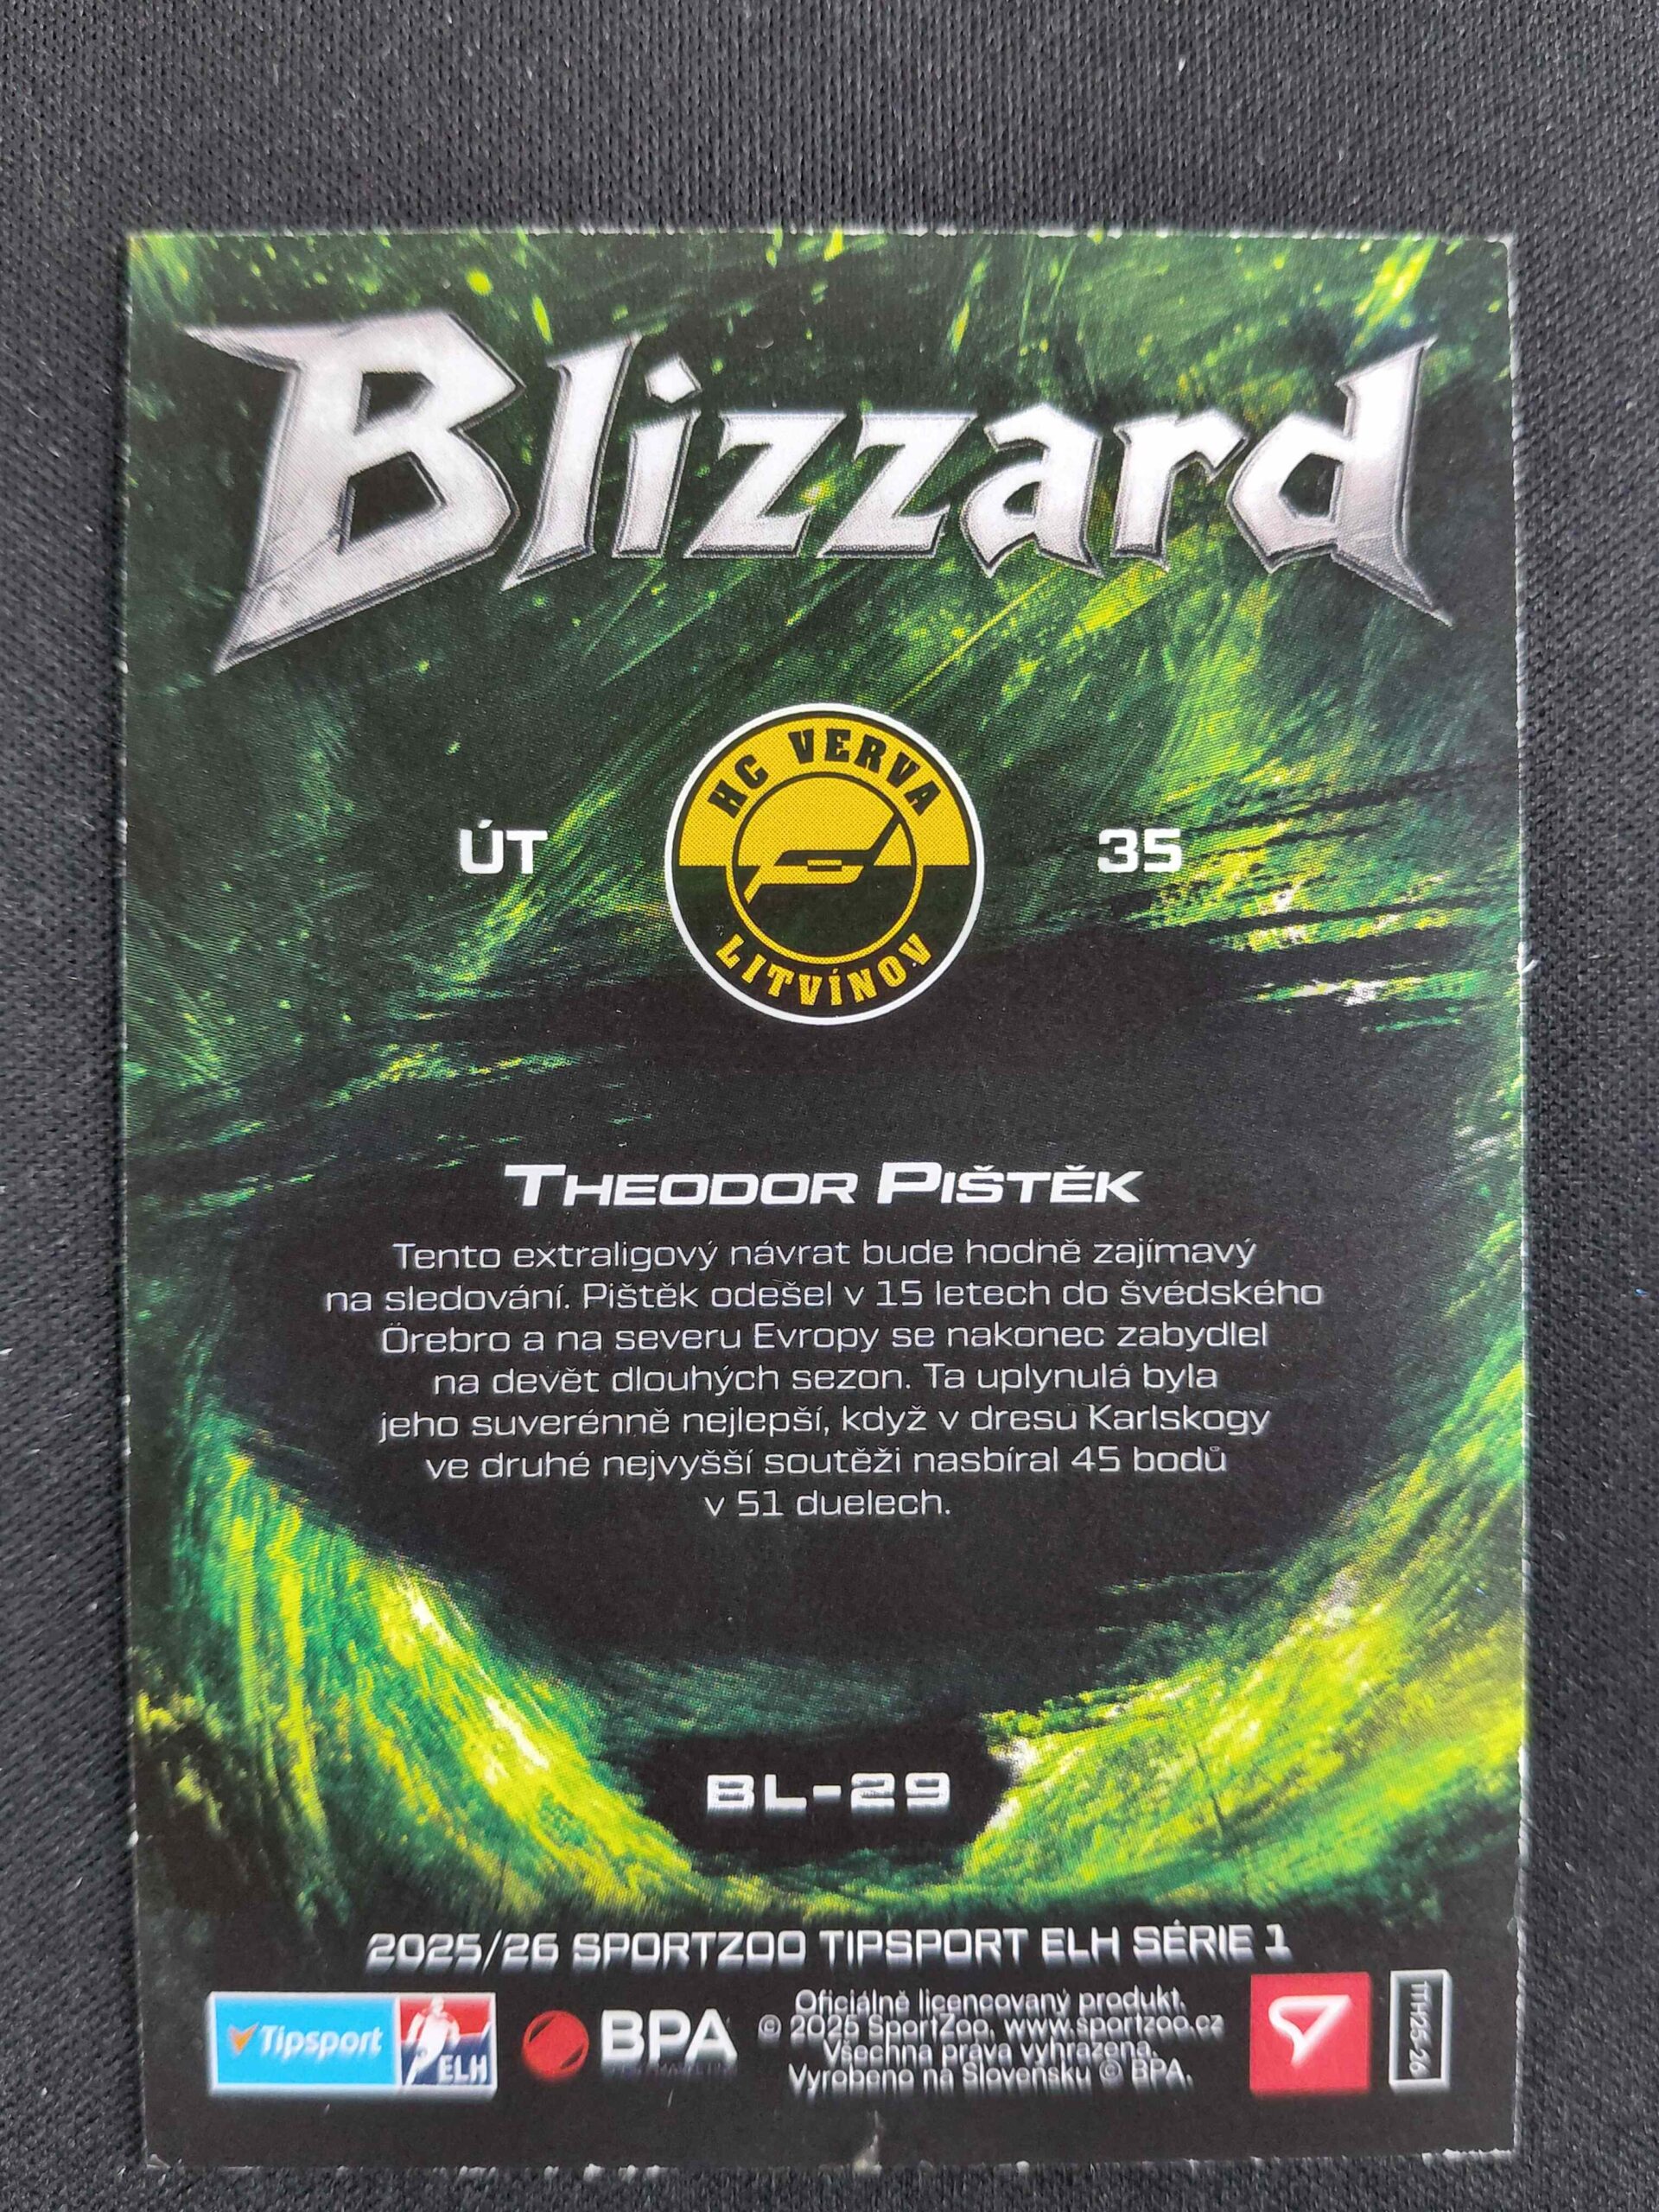 Blizzard
ÚT
HC VERVA
LITVÍNOV
35
THEODOR PIŠTĚK
Tento extraligový návrat bude hodně zajímavý
na sledování. Pištěk odešel v 15 letech do švédského
Örebro a na severu Evropy se nakonec zabydlel
na devět dlouhých sezon. Ta uplynulá byla
jeho suverénně nejlepší, když v dresu Karlskogy
ve druhé nejvyšší soutěži nasbíral 45 bodů
v 51 duelech.
BL-29
2025/26 SPORTZOO TIPSPORT ELH SÉRIE 1
Tipsport
ELH
BPA
Oficiálně licencovaný produkt.
© 2025 SportZoo, www.sportzoo.cz
Všechna práva vyhrazena.
Vyrobeno na Slovensku © BPA.